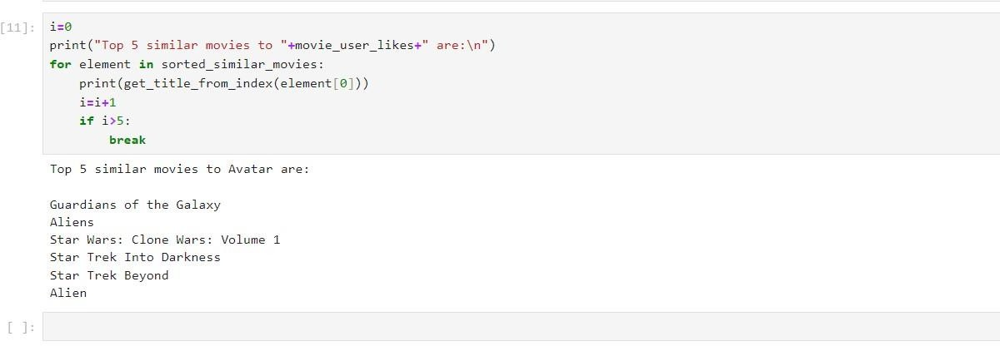 [11]: i=0
print("Top 5 similar movies to "+movie_user_likes+" are:\n")
for element in sorted_similar_movies:
    print(get_title_from_index(element[0]))
    i=i+1
    if i>5:
        break
Top 5 similar movies to Avatar are:
Guardians of the Galaxy
Aliens
Star Wars: Clone Wars: Volume 1
Star Trek Into Darkness
Star Trek Beyond
Alien
[ ]: